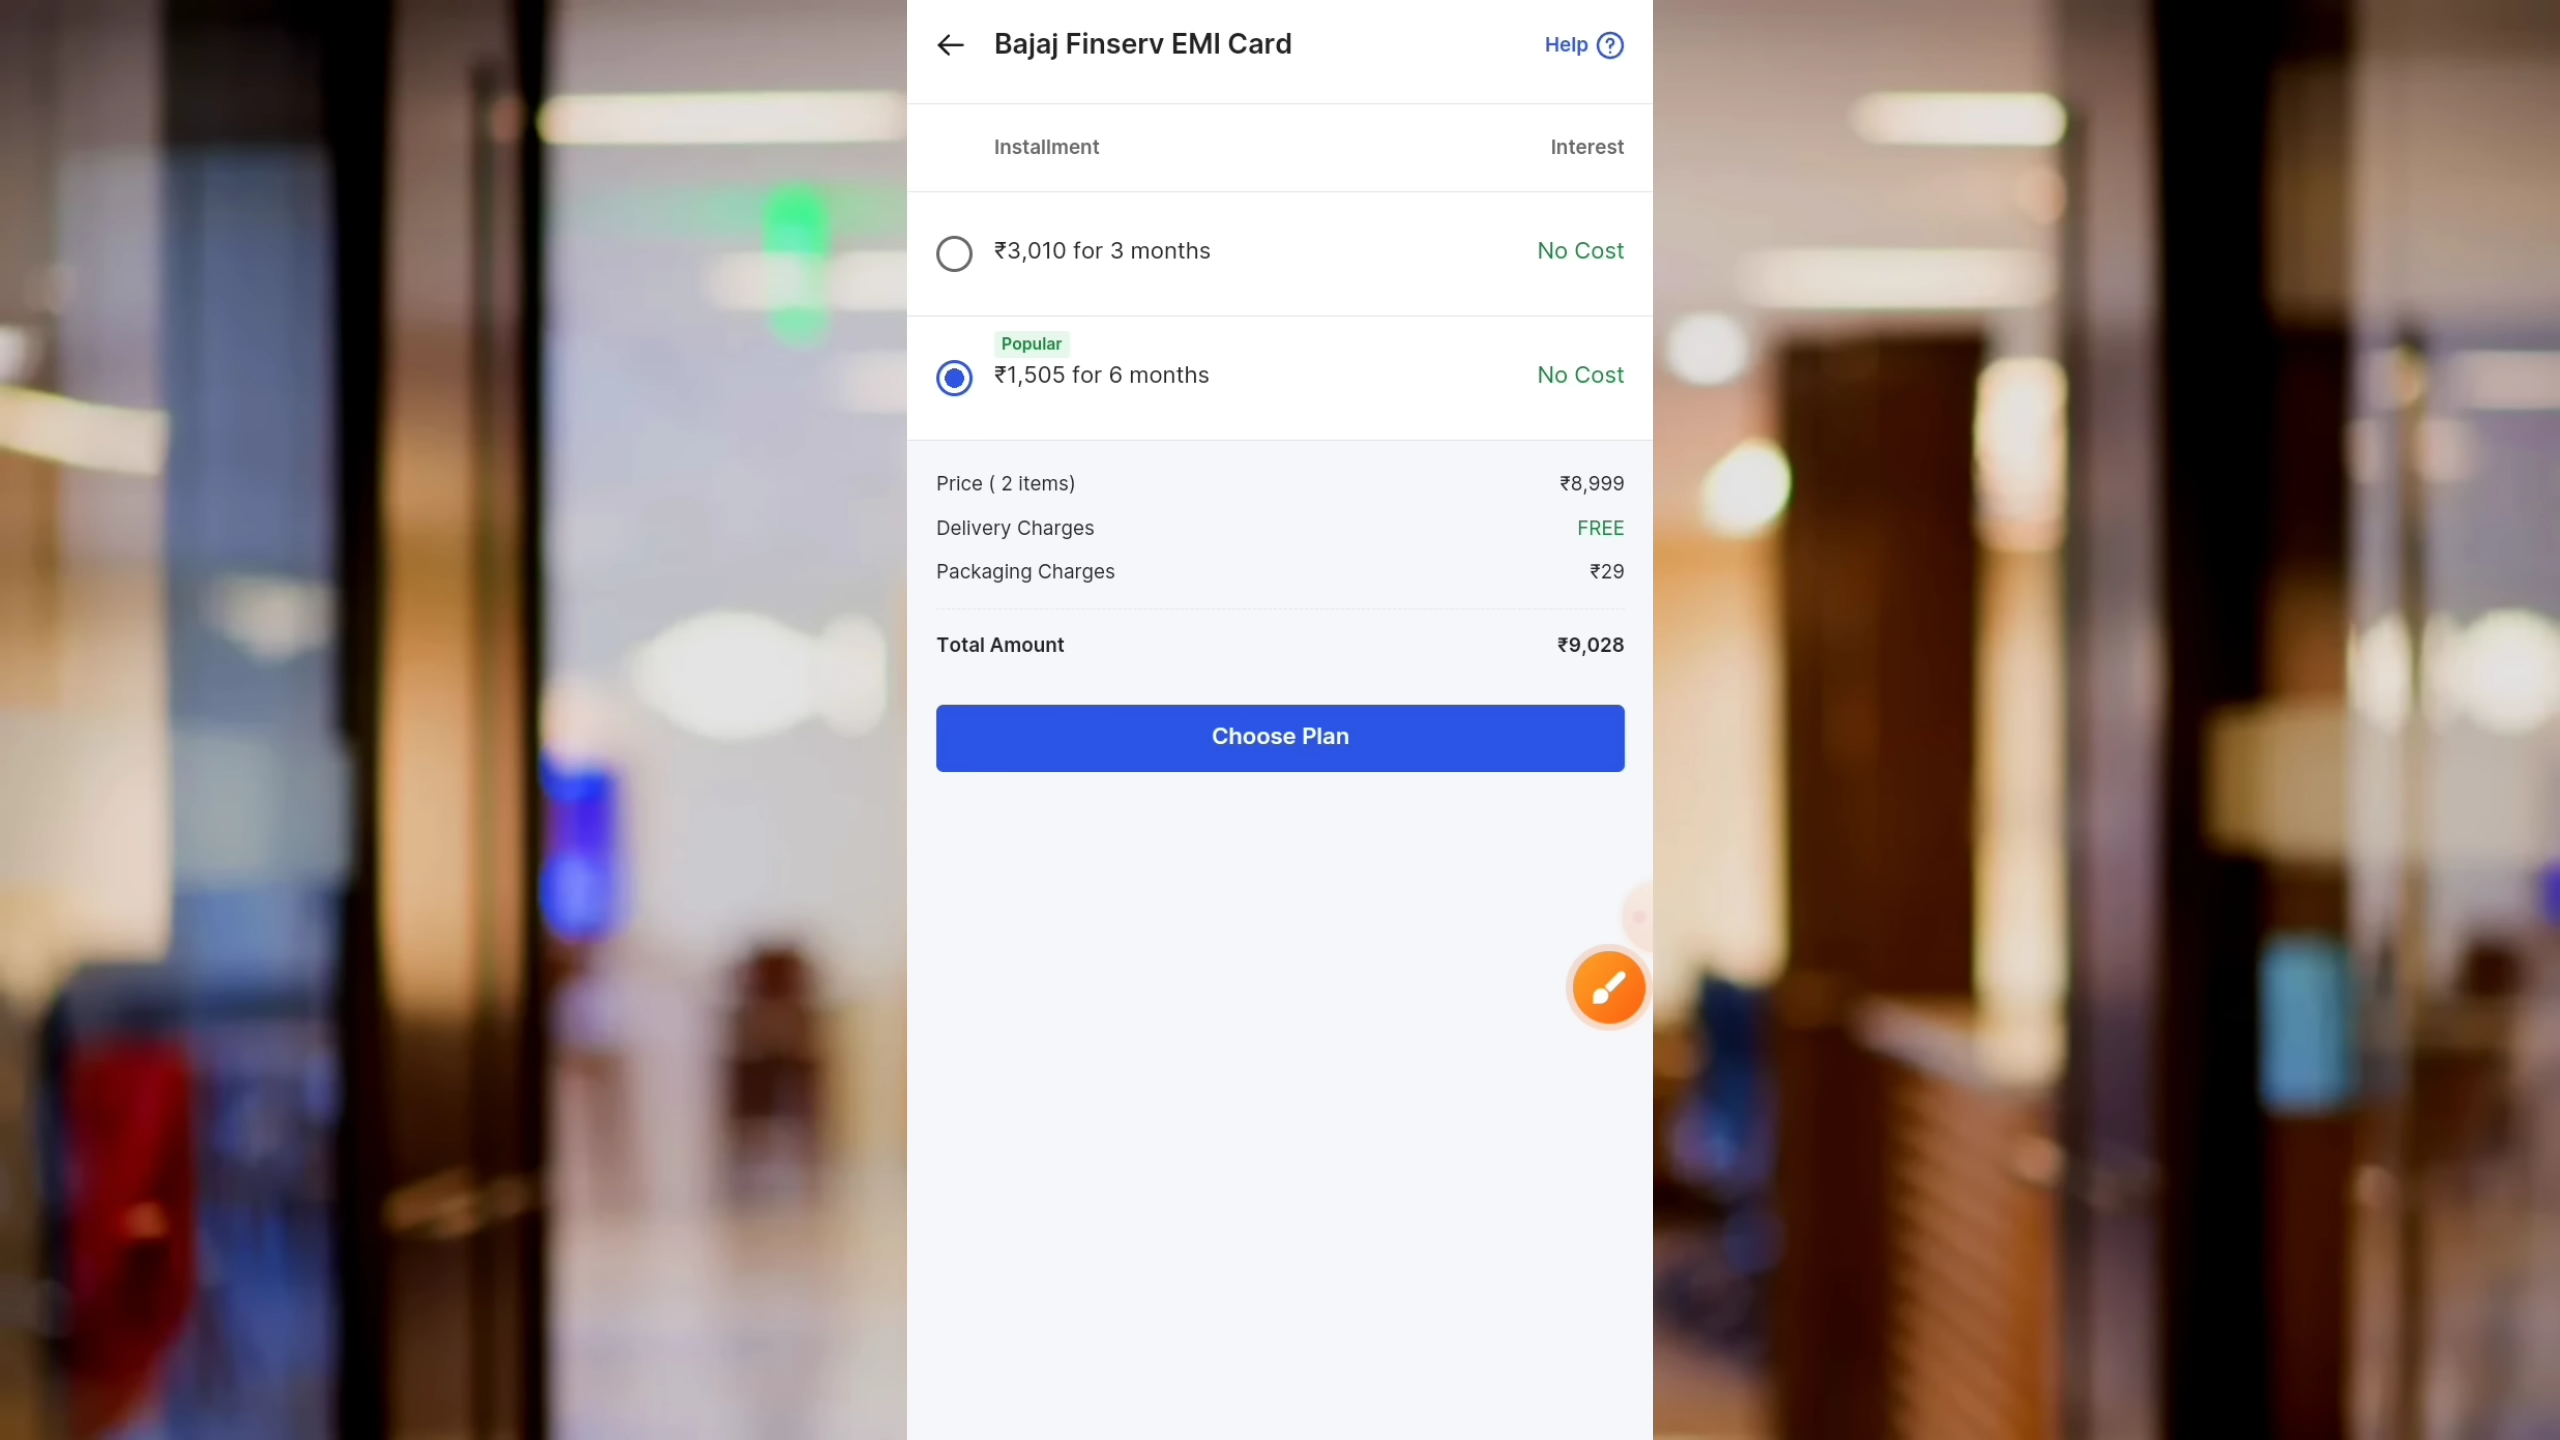 Bajaj Finserv EMI Card Help
Installment Interest
₹3,010 for 3 months No Cost
Popular
₹1,505 for 6 months No Cost
Price ( 2 items) ₹8,999
Delivery Charges FREE
Packaging Charges ₹29
Total Amount ₹9,028
Choose Plan